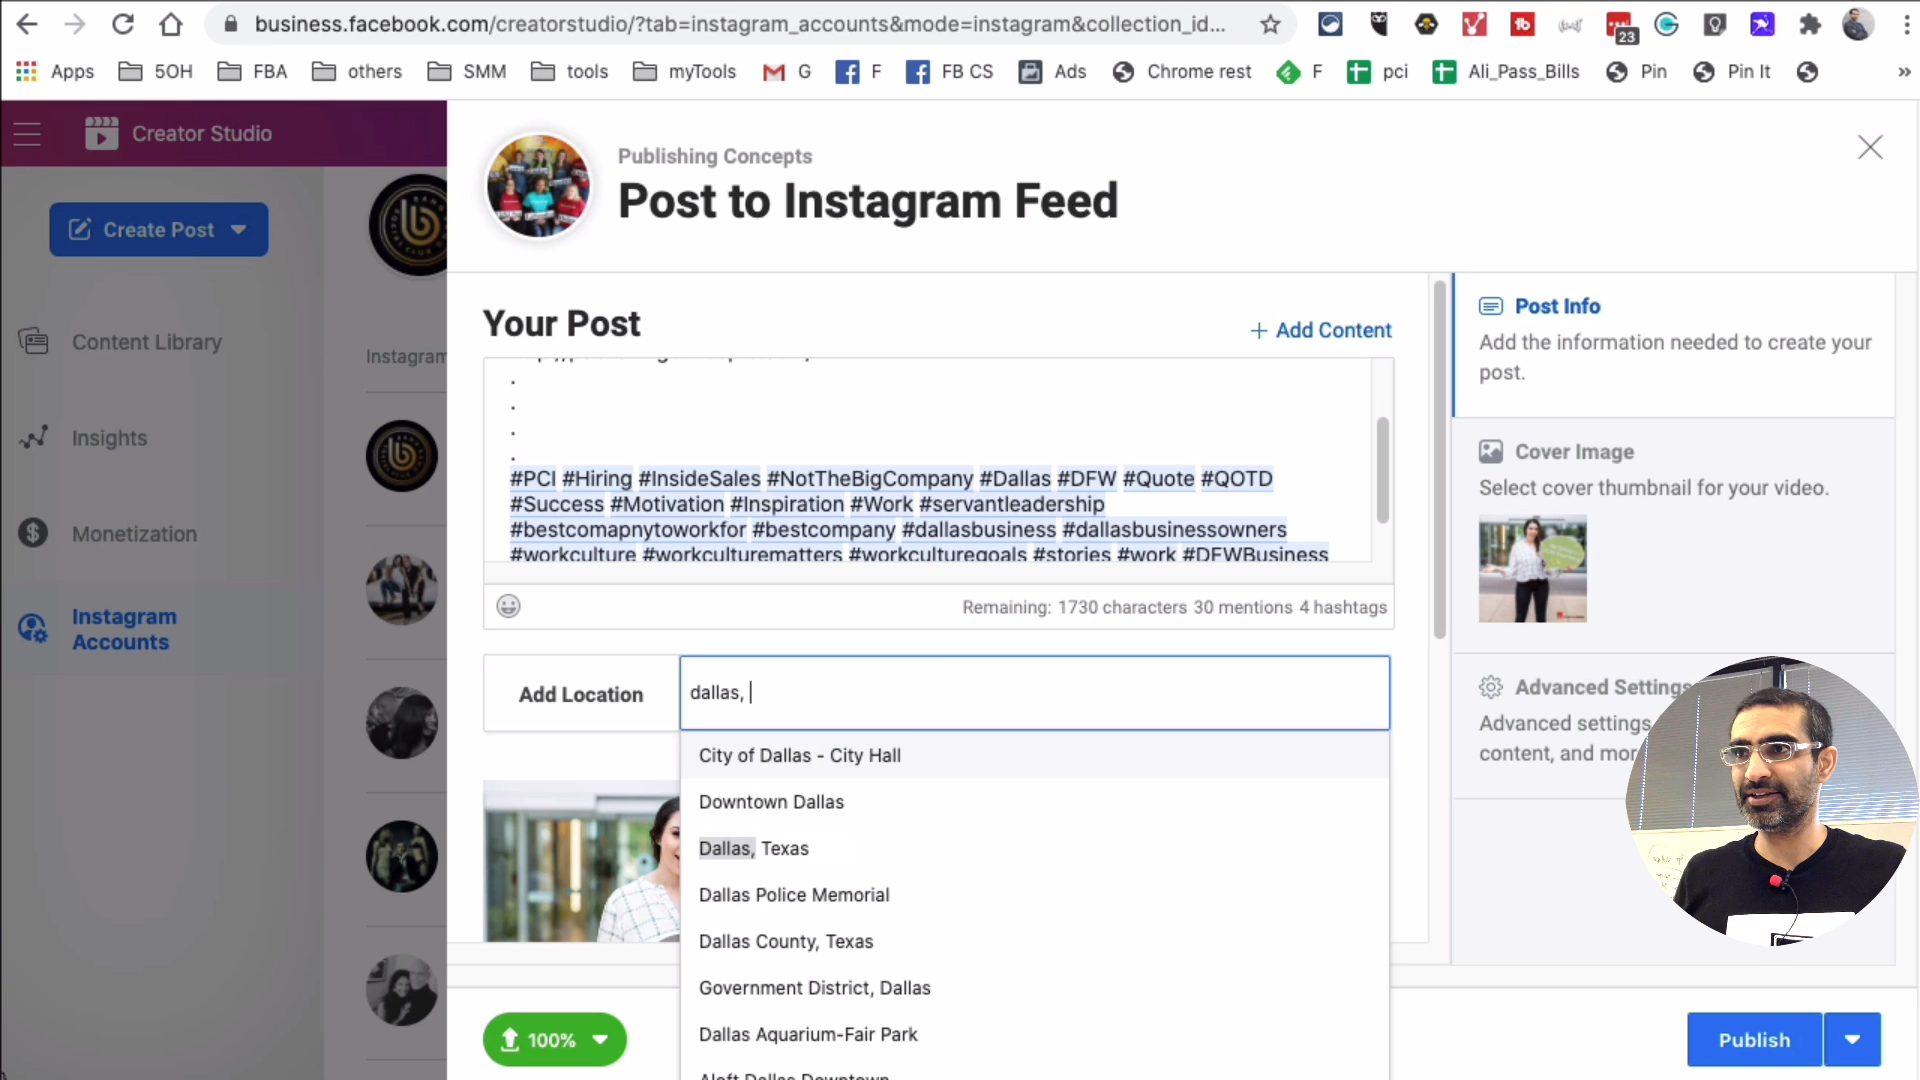 business.facebook.com/creatorstudio/?tab=instagram_accounts&mode=instagram&collection_id...
23
Apps 5OH FBA others SMM tools myTools G F FB CS Ads Chrome rest F pci Ali_Pass_Bills Pin Pin It »
Creator Studio
Create Post
Content Library
Insights
Monetization
Instagram
Accounts
Instagram
Publishing Concepts
Post to Instagram Feed
Your Post
+ Add Content
.
.
.
.
#PCI #Hiring #InsideSales #NotTheBigCompany #Dallas #DFW #Quote #QOTD
#Success #Motivation #Inspiration #Work #servantleadership
#bestcomapnytoworkfor #bestcompany #dallasbusiness #dallasbusinessowners
#workculture #workculturematters #workculturegoals #stories #work #DFWBusiness
Remaining: 1730 characters 30 mentions 4 hashtags
Add Location
dallas,
City of Dallas - City Hall
Downtown Dallas
Dallas, Texas
Dallas Police Memorial
Dallas County, Texas
Government District, Dallas
Dallas Aquarium-Fair Park
Aloft Dallas Downtown
100%
Post Info
Add the information needed to create your
post.
Cover Image
Select cover thumbnail for your video.
Advanced Settings
Advanced settings
content, and mor
Publish